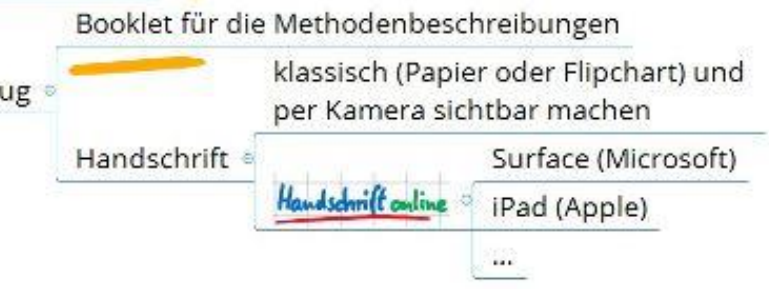 Booklet für die Methodenbeschreibungen
ug
klassisch (Papier oder Flipchart) und
per Kamera sichtbar machen
Handschrift
Surface (Microsoft)
Handschrift online
iPad (Apple)
...